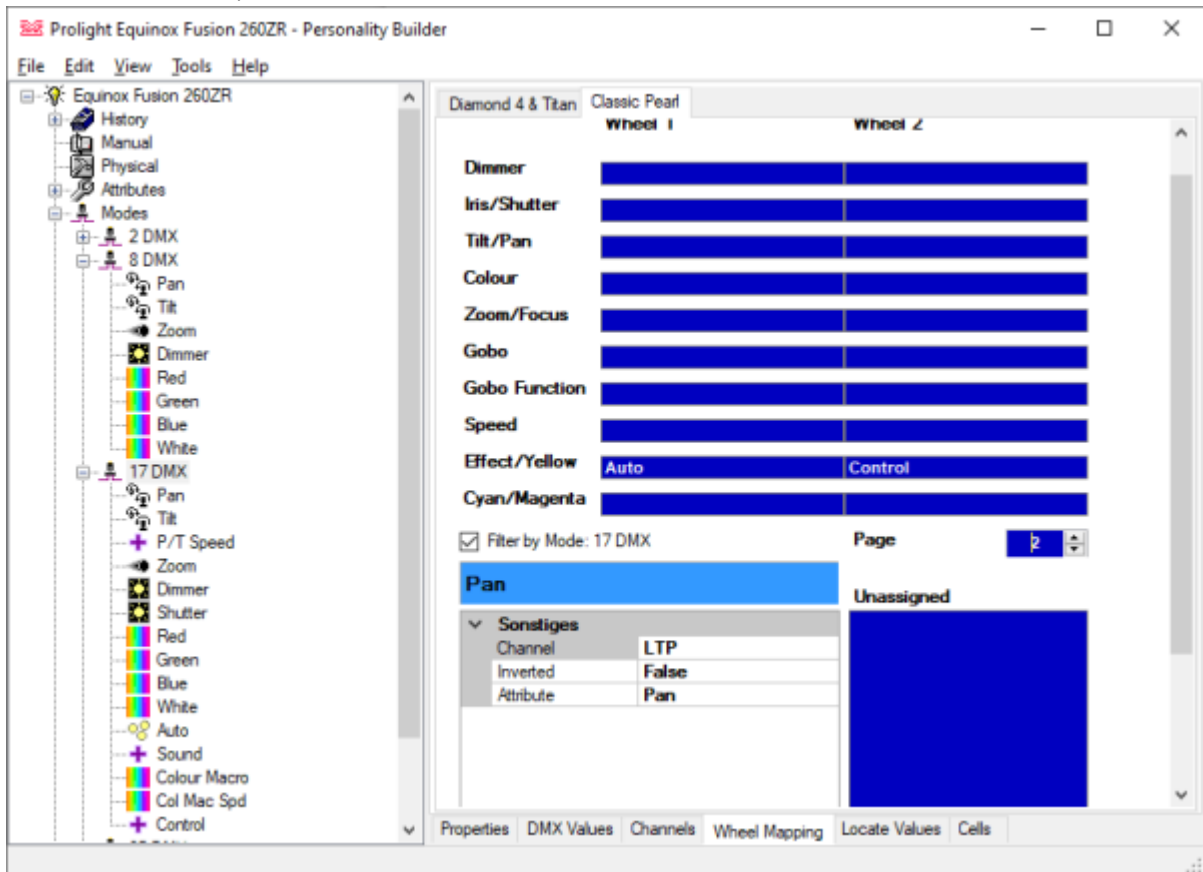 Prolight Equinox Fusion 260ZR - Personality Builder
File Edit View Tools Help
Equinox Fusion 260ZR
History
Manual
Physical
Attributes
Modes
2 DMX
8 DMX
Pan
Tilt
Zoom
Dimmer
Red
Green
Blue
White
17 DMX
Pan
Tilt
P/T Speed
Zoom
Dimmer
Shutter
Red
Green
Blue
White
Auto
Sound
Colour Macro
Col Mac Spd
Control
Diamond 4 & Titan Classic Pearl
Wheel 1 Wheel 2
Dimmer
Iris/Shutter
Tilt/Pan
Colour
Zoom/Focus
Gobo
Gobo Function
Speed
Effect/Yellow Auto Control
Cyan/Magenta
Filter by Mode: 17 DMX Page 2
Pan
Unassigned
Sonstiges
Channel LTP
Inverted False
Attribute Pan
Properties DMX Values Channels Wheel Mapping Locate Values Cells